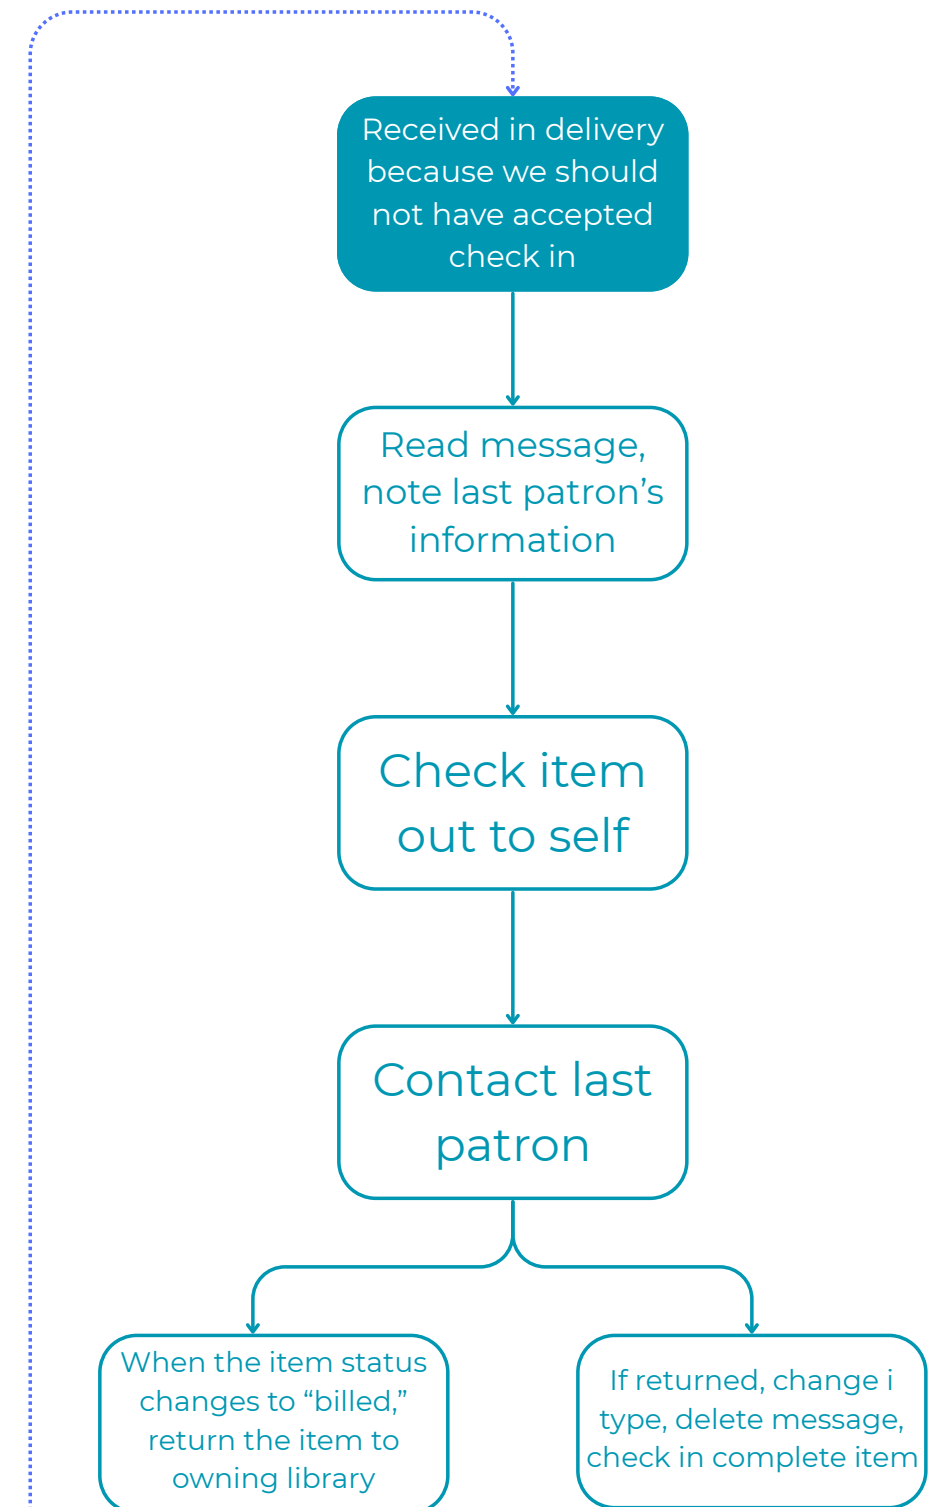 Received in delivery
because we should
not have accepted
check in
Read message,
note last patron’s
information
Check item
out to self
Contact last
patron
When the item status
changes to “billed,”
return the item to
owning library
If returned, change i
type, delete message,
check in complete item